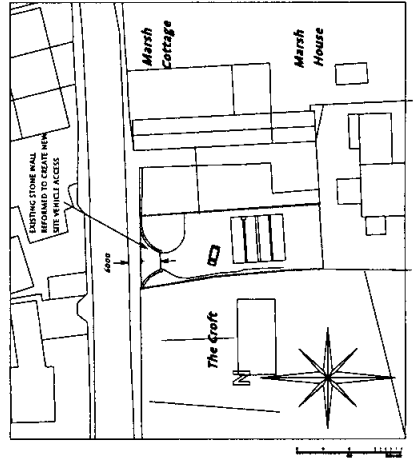 Marsh
Cottage
Marsh
House
EXISTING STONE WALL
REFORMED TO CREATE NEW
SITE VEHICLE ACCESS
6000
The Croft
N